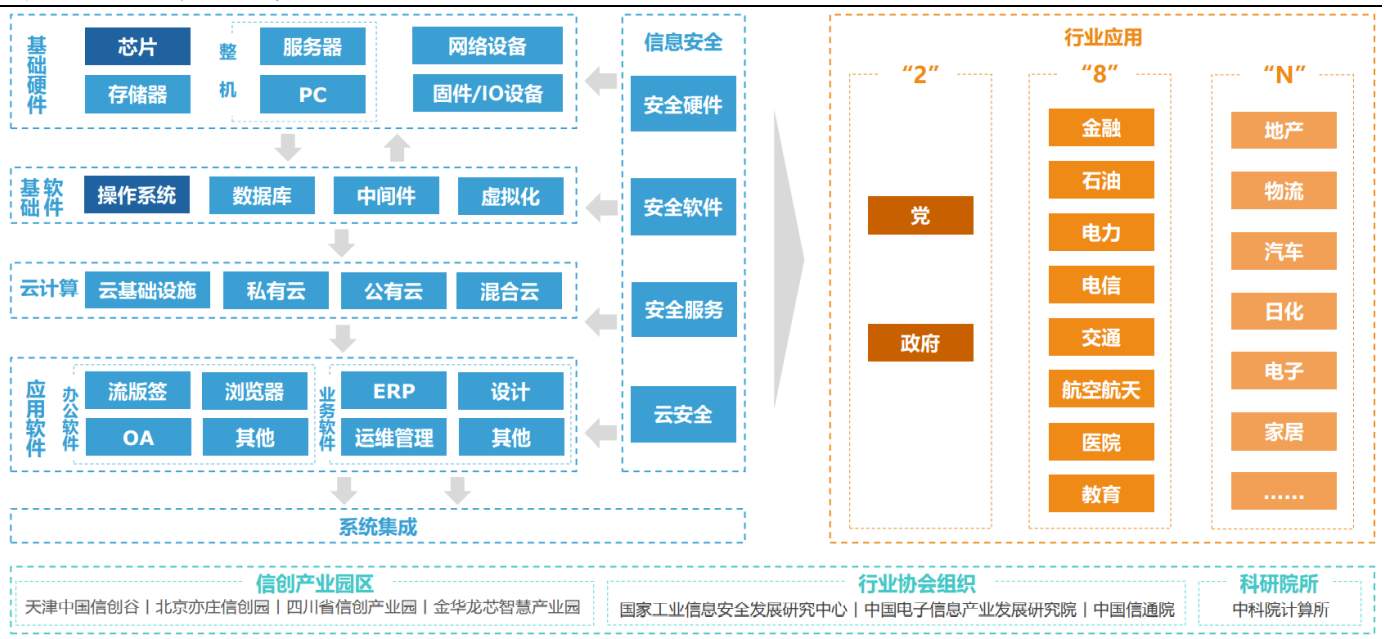 基础硬件
芯片
存储器
整机
服务器
PC
网络设备
固件/IO设备
基础软件
操作系统
数据库
中间件
虚拟化
云计算
云基础设施
私有云
公有云
混合云
应用软件
办公软件
流版签
浏览器
OA
其他
业务软件
ERP
设计
运维管理
其他
系统集成
信息安全
安全硬件
安全软件
安全服务
云安全
行业应用
“2”
党
政府
“8”
金融
石油
电力
电信
交通
航空航天
医院
教育
“N”
地产
物流
汽车
日化
电子
家居
......
信创产业园区
天津中国信创谷丨北京亦庄信创园丨四川省信创产业园丨金华龙芯智慧产业园
行业协会组织
国家工业信息安全发展研究中心丨中国电子信息产业发展研究院丨中国信通院
科研院所
中科院计算所